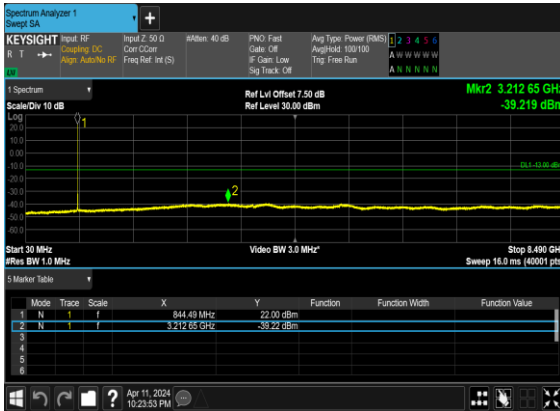 Spectrum Analyzer 1
Swept SA
+
KEYSIGHT Input: RF Input Z: 50 Ω #Atten: 40 dB PNO: Fast Avg Type: Power (RMS) 1 2 3 4 5 6
R T Coupling: DC Corr CCorr Gate: Off Avg|Hold: 100/100 A W W W W W
Align: Auto/No RF Freq Ref: Int (S) IF Gain: Low Trig: Free Run
LXI Sig Track: Off A N N N N N
1 Spectrum Ref Lvl Offset 7.50 dB Mkr2 3.212 65 GHz
Scale/Div 10 dB Ref Level 30.00 dBm -39.219 dBm
Log
20.0
10.0
0.0
-10.0
DL1 -13.00 dBm
-20.0
-30.0
-40.0
-50.0
-60.0
1
2
Start 30 MHz Video BW 3.0 MHz* Stop 8.490 GHz
#Res BW 1.0 MHz Sweep 16.0 ms (40001 pts)
5 Marker Table
Mode Trace Scale X Y Function Function Width Function Value
1 N 1 f 844.49 MHz 22.00 dBm
2 N 1 f 3.212 65 GHz -39.22 dBm
3
4
5
6
? Apr 11, 2024
10:23:53 PM